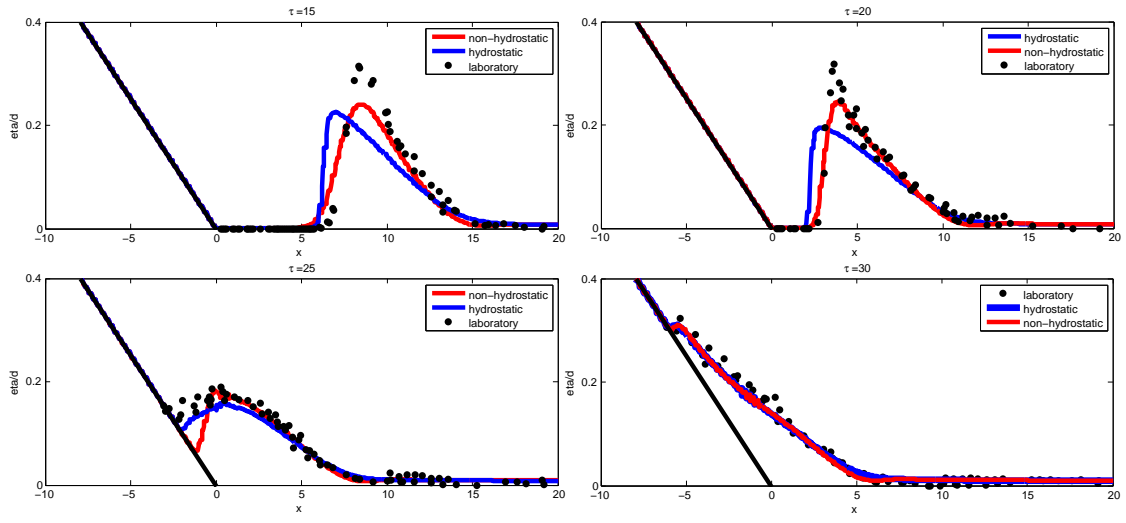 τ =15
eta/d
0.4
0.2
0
non−hydrostatic
hydrostatic
laboratory
−10 −5 0 5 10 15 20
x
τ =20
eta/d
0.4
0.2
0
hydrostatic
non−hydrostatic
laboratory
−10 −5 0 5 10 15 20
x
τ =25
eta/d
0.4
0.2
0
non−hydrostatic
hydrostatic
laboratory
−10 −5 0 5 10 15 20
x
τ =30
eta/d
0.4
0.2
0
laboratory
hydrostatic
non−hydrostatic
−10 −5 0 5 10 15 20
x